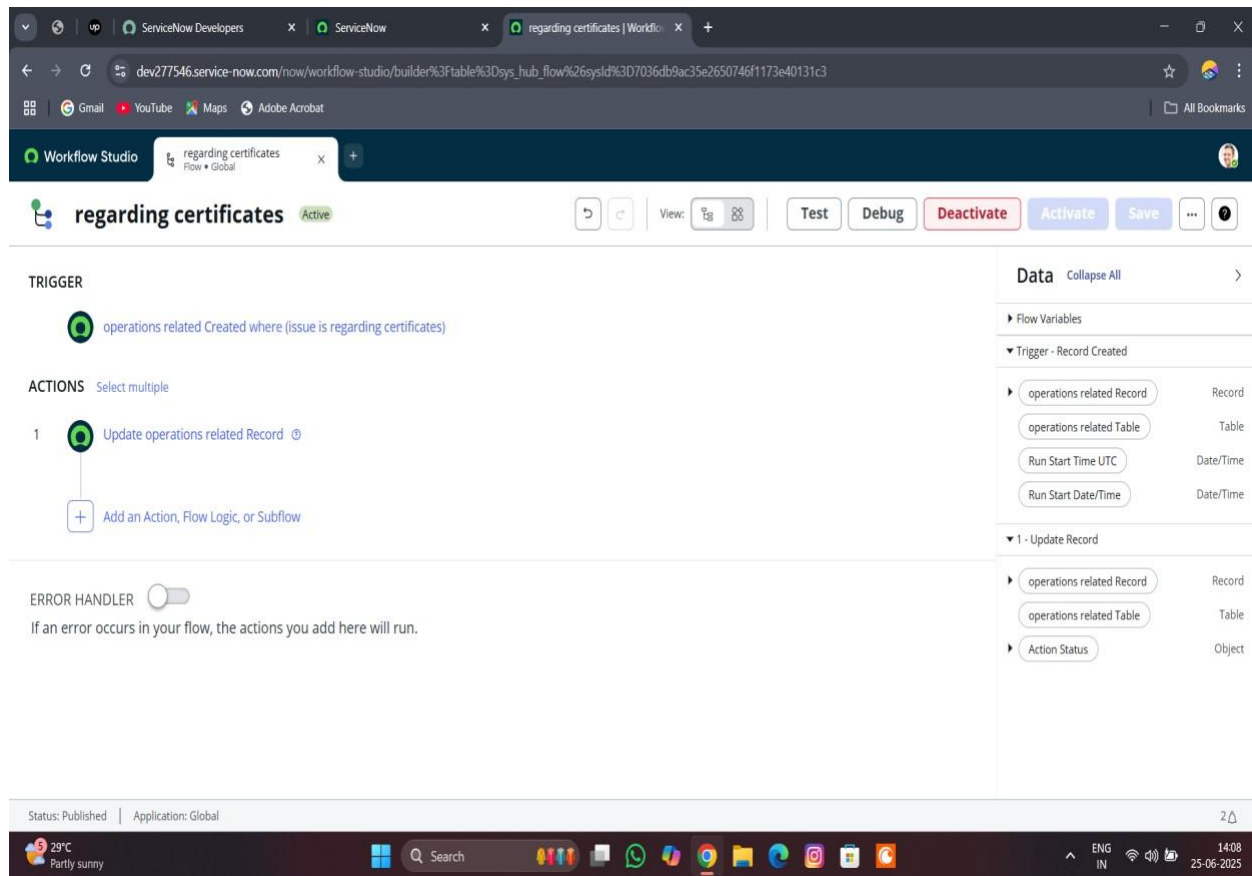 up
ServiceNow Developers
ServiceNow
regarding certificates | Workflo
dev277546.service-now.com/now/workflow-studio/builder%3Ftable%3Dsys_hub_flow%26sysId%3D7036db9ac35e2650746f1173e40131c3
Gmail YouTube Maps Adobe Acrobat All Bookmarks
Workflow Studio
regarding certificates
Flow • Global
regarding certificates Active
View: Test Debug Deactivate Activate Save
TRIGGER
operations related Created where (issue is regarding certificates)
ACTIONS Select multiple
1 Update operations related Record
Add an Action, Flow Logic, or Subflow
ERROR HANDLER
If an error occurs in your flow, the actions you add here will run.
Data Collapse All
Flow Variables
Trigger - Record Created
operations related Record Record
operations related Table Table
Run Start Time UTC Date/Time
Run Start Date/Time Date/Time
1 - Update Record
operations related Record Record
operations related Table Table
Action Status Object
Status: Published | Application: Global 2
5 29°C
Partly sunny
Search
ENG
IN
14:08
25-06-2025